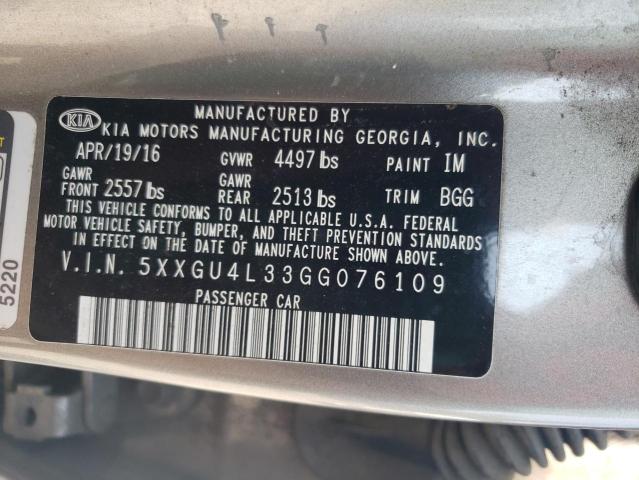 MANUFACTURED BY
KIA KIA MOTORS MANUFACTURING GEORGIA, INC.
APR/19/16 GVWR 4497 lbs PAINT IM
GAWR FRONT 2557 lbs GAWR REAR 2513 lbs TRIM BGG
THIS VEHICLE CONFORMS TO ALL APPLICABLE U.S.A. FEDERAL
MOTOR VEHICLE SAFETY, BUMPER, AND THEFT PREVENTION STANDARDS
IN EFFECT ON THE DATE OF MANUFACTURE SHOWN ABOVE.
V.I.N. 5XXGU4L33GG076109
PASSENGER CAR
5220